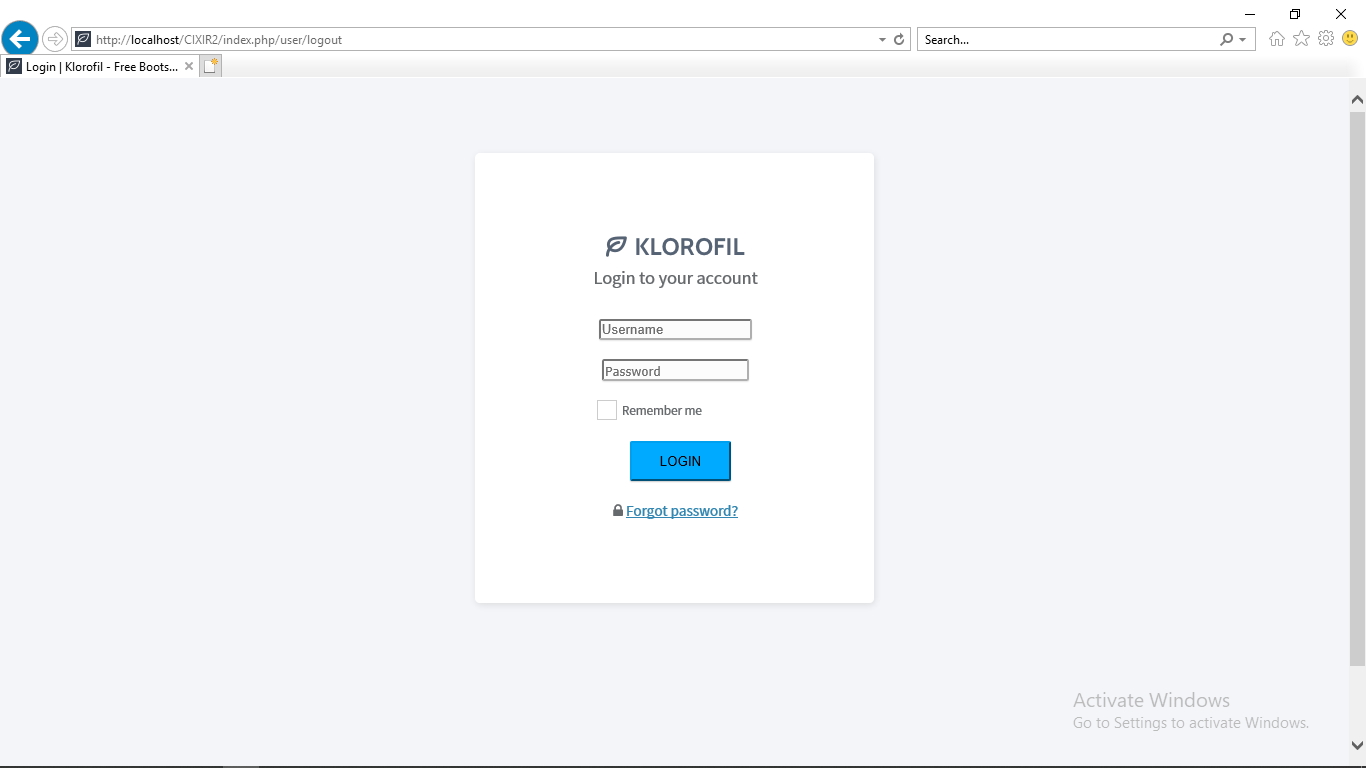 http://localhost/CIXIR2/index.php/user/logout
Search...
Login | Klorofil - Free Boots...
KLOROFIL
Login to your account
Username
Password
Remember me
LOGIN
Forgot password?
Activate Windows
Go to Settings to activate Windows.